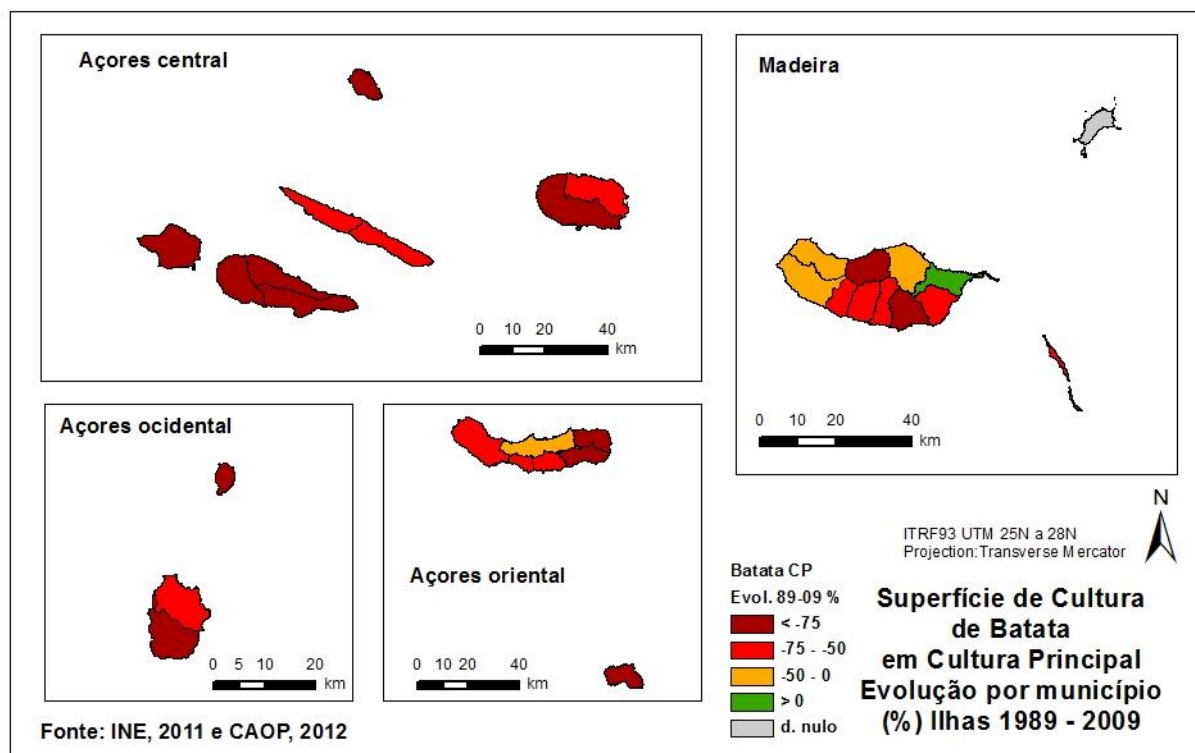 Açores central
0 10 20 40
km
Madeira
0 10 20 40
km
Açores ocidental
0 5 10 20
km
Açores oriental
0 10 20 40
km
N
ITRF93 UTM 25N a 28N
Projection:Transverse Mercator
Batata CP
Evol. 89-09 %
< -75
-75 - -50
-50 - 0
> 0
d. nulo
Superfície de Cultura
de Batata
em Cultura Principal
Evolução por município
(%) Ilhas 1989 - 2009
Fonte: INE, 2011 e CAOP, 2012